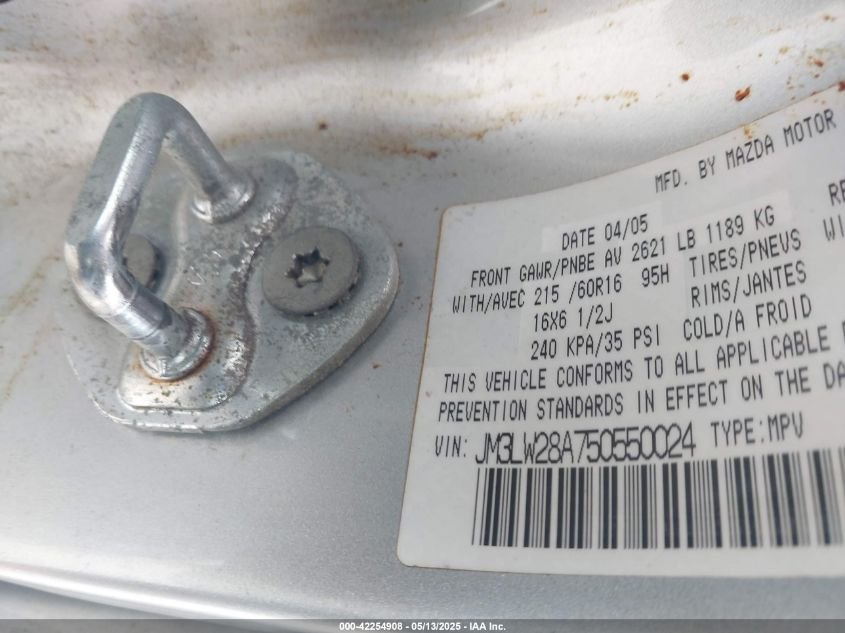 MFD. BY MAZDA MOTOR
DATE 04/05
FRONT GAWR/PNBE AV 2621 LB 1189 KG
WITH/AVEC 215 /60R16 95H TIRES/PNEVS
16X6 1/2J RIMS/JANTES
240 KPA/35 PSI COLD/A FROID
THIS VEHICLE CONFORMS TO ALL APPLICABLE
PREVENTION STANDARDS IN EFFECT ON THE DA
VIN: JM3LW28A750550024 TYPE:MPV
000-42254908 - 05/13/2025 - IAA Inc.